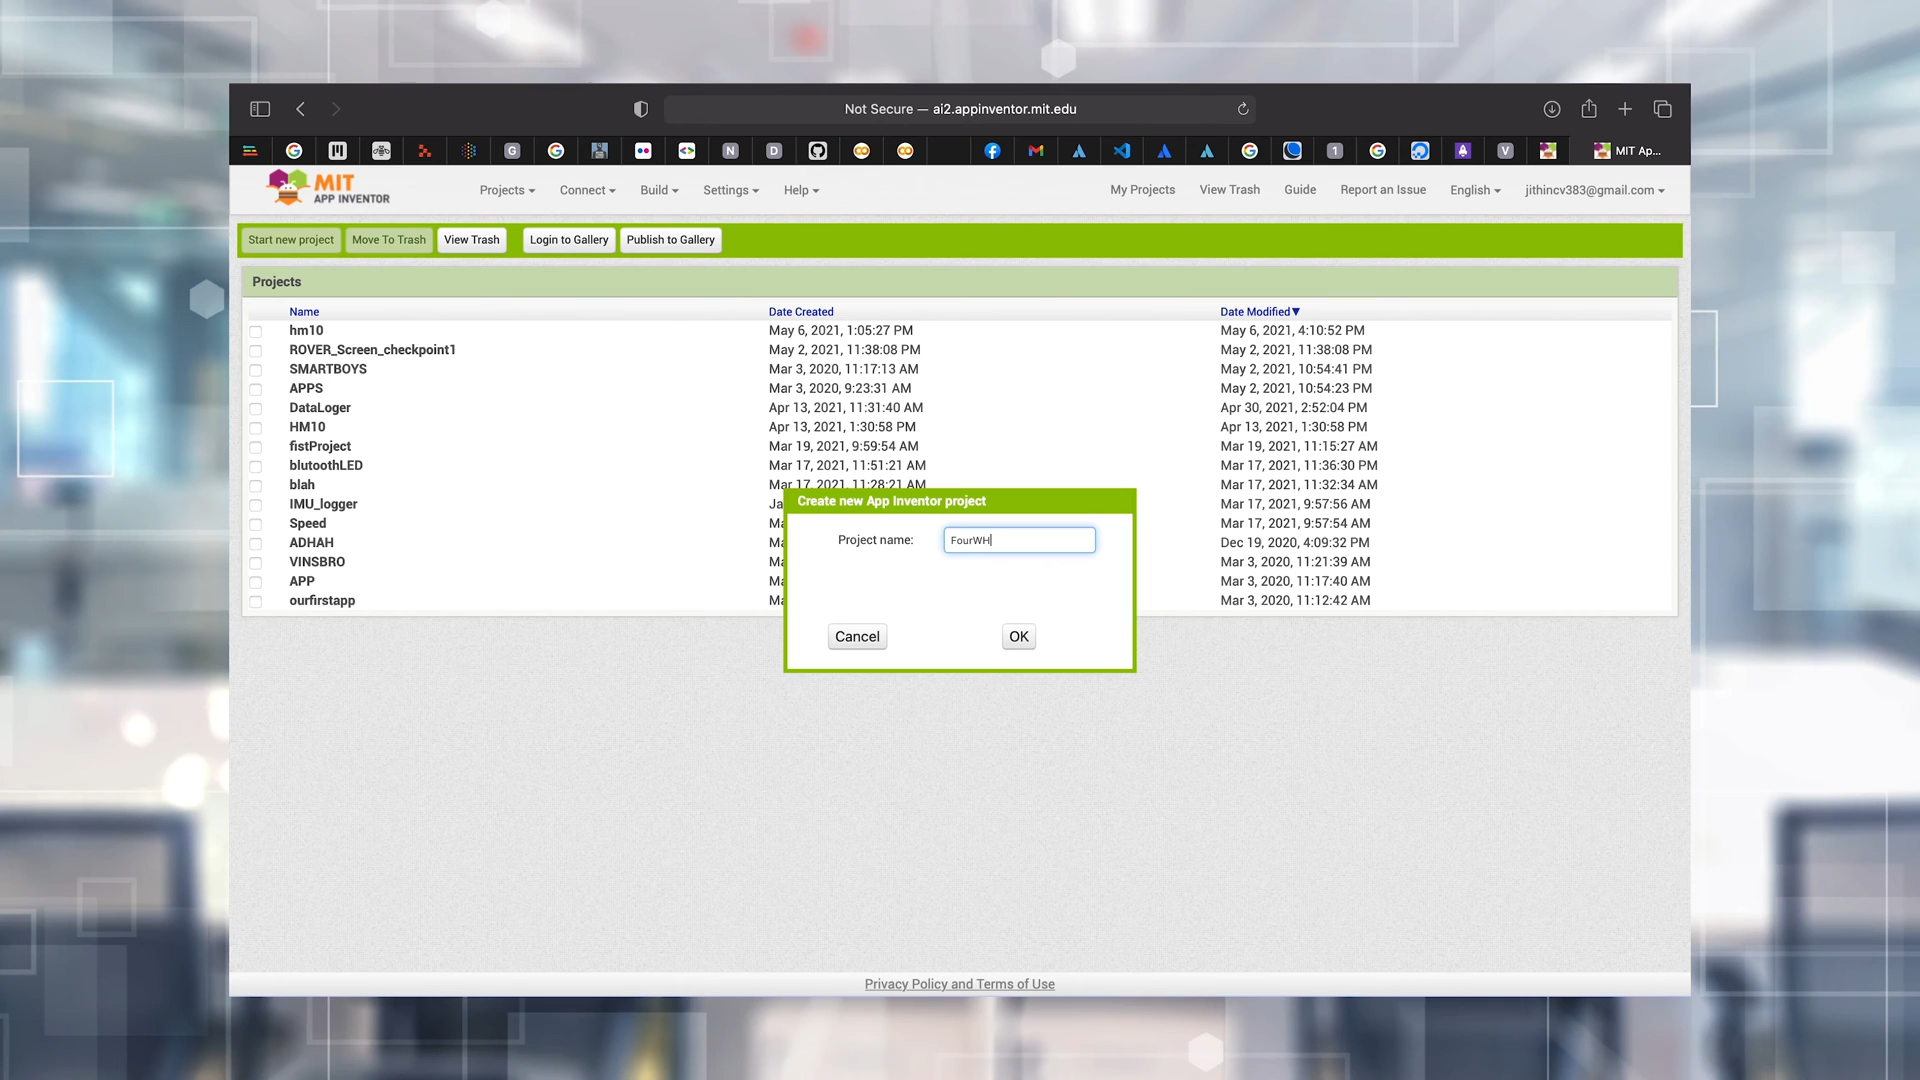 Not Secure — ai2.appinventor.mit.edu
G N D 1 V MIT Ap...
MIT APP INVENTOR
Projects Connect Build Settings Help My Projects View Trash Guide Report an Issue English jithincv383@gmail.com
Start new project Move To Trash View Trash Login to Gallery Publish to Gallery
Projects
Name Date Created Date Modified▼
hm10 May 6, 2021, 1:05:27 PM May 6, 2021, 4:10:52 PM
ROVER_Screen_checkpoint1 May 2, 2021, 11:38:08 PM May 2, 2021, 11:38:08 PM
SMARTBOYS Mar 3, 2020, 11:17:13 AM May 2, 2021, 10:54:41 PM
APPS Mar 3, 2020, 9:23:31 AM May 2, 2021, 10:54:23 PM
DataLoger Apr 13, 2021, 11:31:40 AM Apr 30, 2021, 2:52:04 PM
HM10 Apr 13, 2021, 1:30:58 PM Apr 13, 2021, 1:30:58 PM
fistProject Mar 19, 2021, 9:59:54 AM Mar 19, 2021, 11:15:27 AM
blutoothLED Mar 17, 2021, 11:51:21 AM Mar 17, 2021, 11:36:30 PM
blah Mar 17, 2021, 11:28:21 AM Mar 17, 2021, 11:32:34 AM
IMU_logger Ja Mar 17, 2021, 9:57:56 AM
Speed Ma Mar 17, 2021, 9:57:54 AM
ADHAH Ma Dec 19, 2020, 4:09:32 PM
VINSBRO Ma Mar 3, 2020, 11:21:39 AM
APP Ma Mar 3, 2020, 11:17:40 AM
ourfirstapp Ma Mar 3, 2020, 11:12:42 AM
Create new App Inventor project
Project name: FourWH
Cancel OK
Privacy Policy and Terms of Use